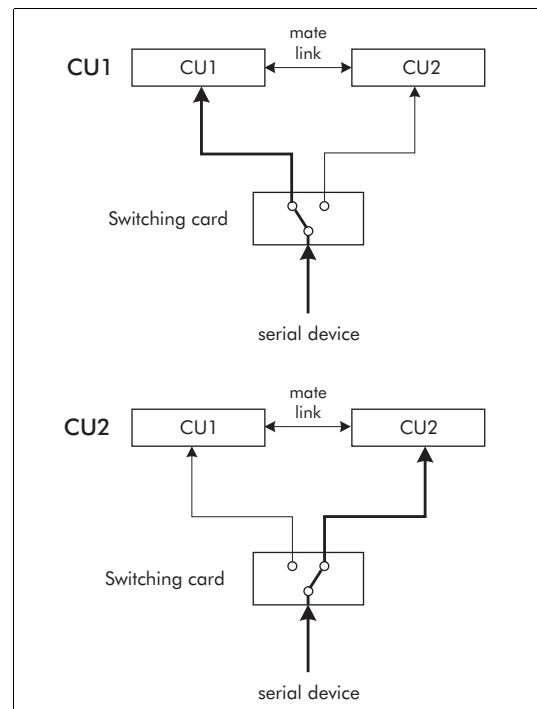 mate
link
CU1 CU1 CU2
Switching card
serial device
mate
link
CU2 CU1 CU2
Switching card
serial device